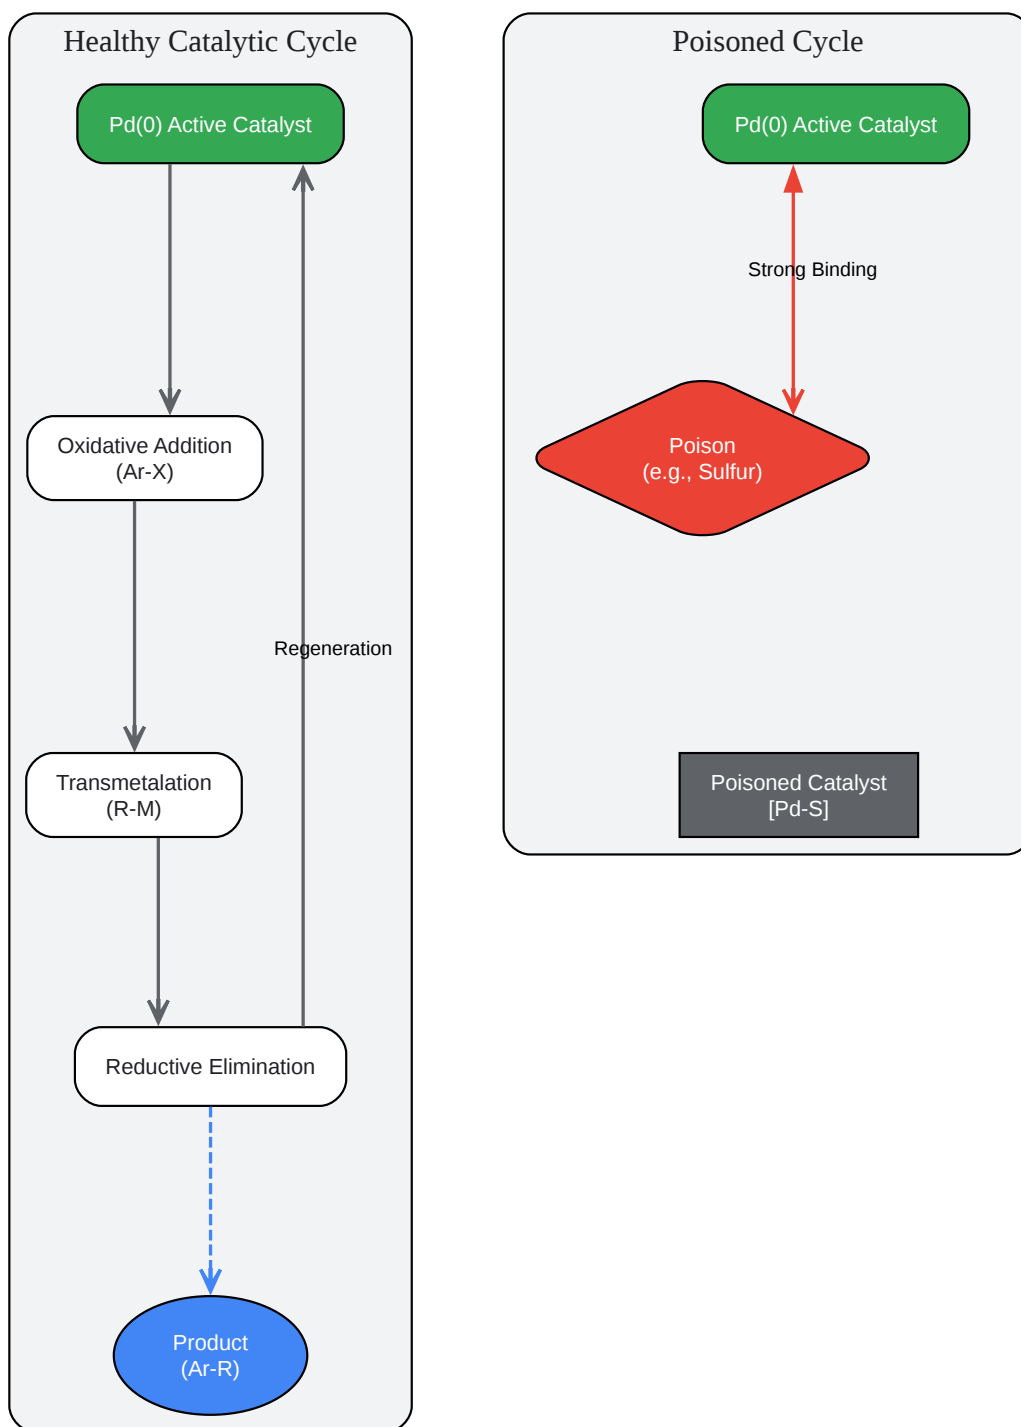 Healthy Catalytic Cycle
Pd(0) Active Catalyst
Oxidative Addition
(Ar-X)
Regeneration
Transmetalation
(R-M)
Reductive Elimination
Product
(Ar-R)
Poisoned Cycle
Pd(0) Active Catalyst
Strong Binding
Poison
(e.g., Sulfur)
Poisoned Catalyst
[Pd-S]